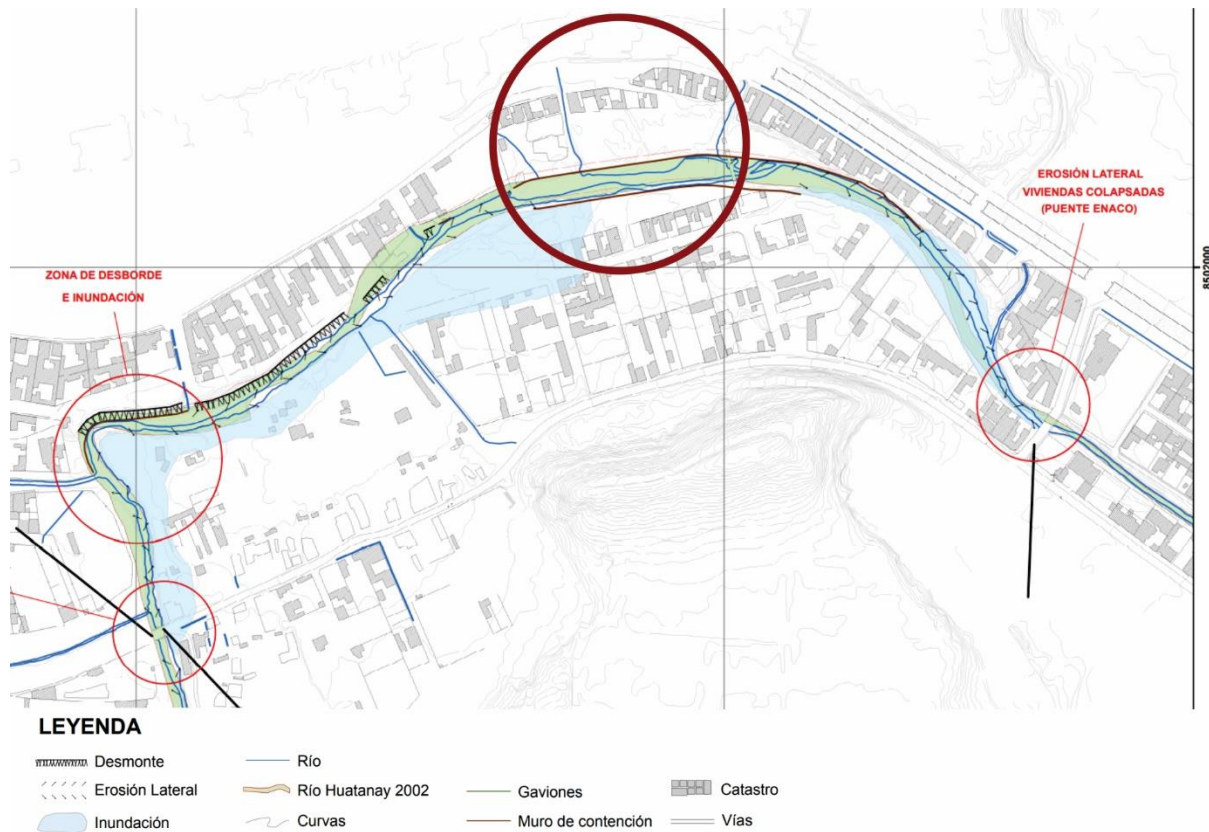 EROSIÓN LATERAL
VIVIENDAS COLAPSADAS
(PUENTE ENACO)
ZONA DE DESBORDE
E INUNDACIÓN
8502000
LEYENDA
Desmonte
Río
Erosión Lateral
Río Huatanay 2002
Gaviones
Catastro
Inundación
Curvas
Muro de contención
Vías